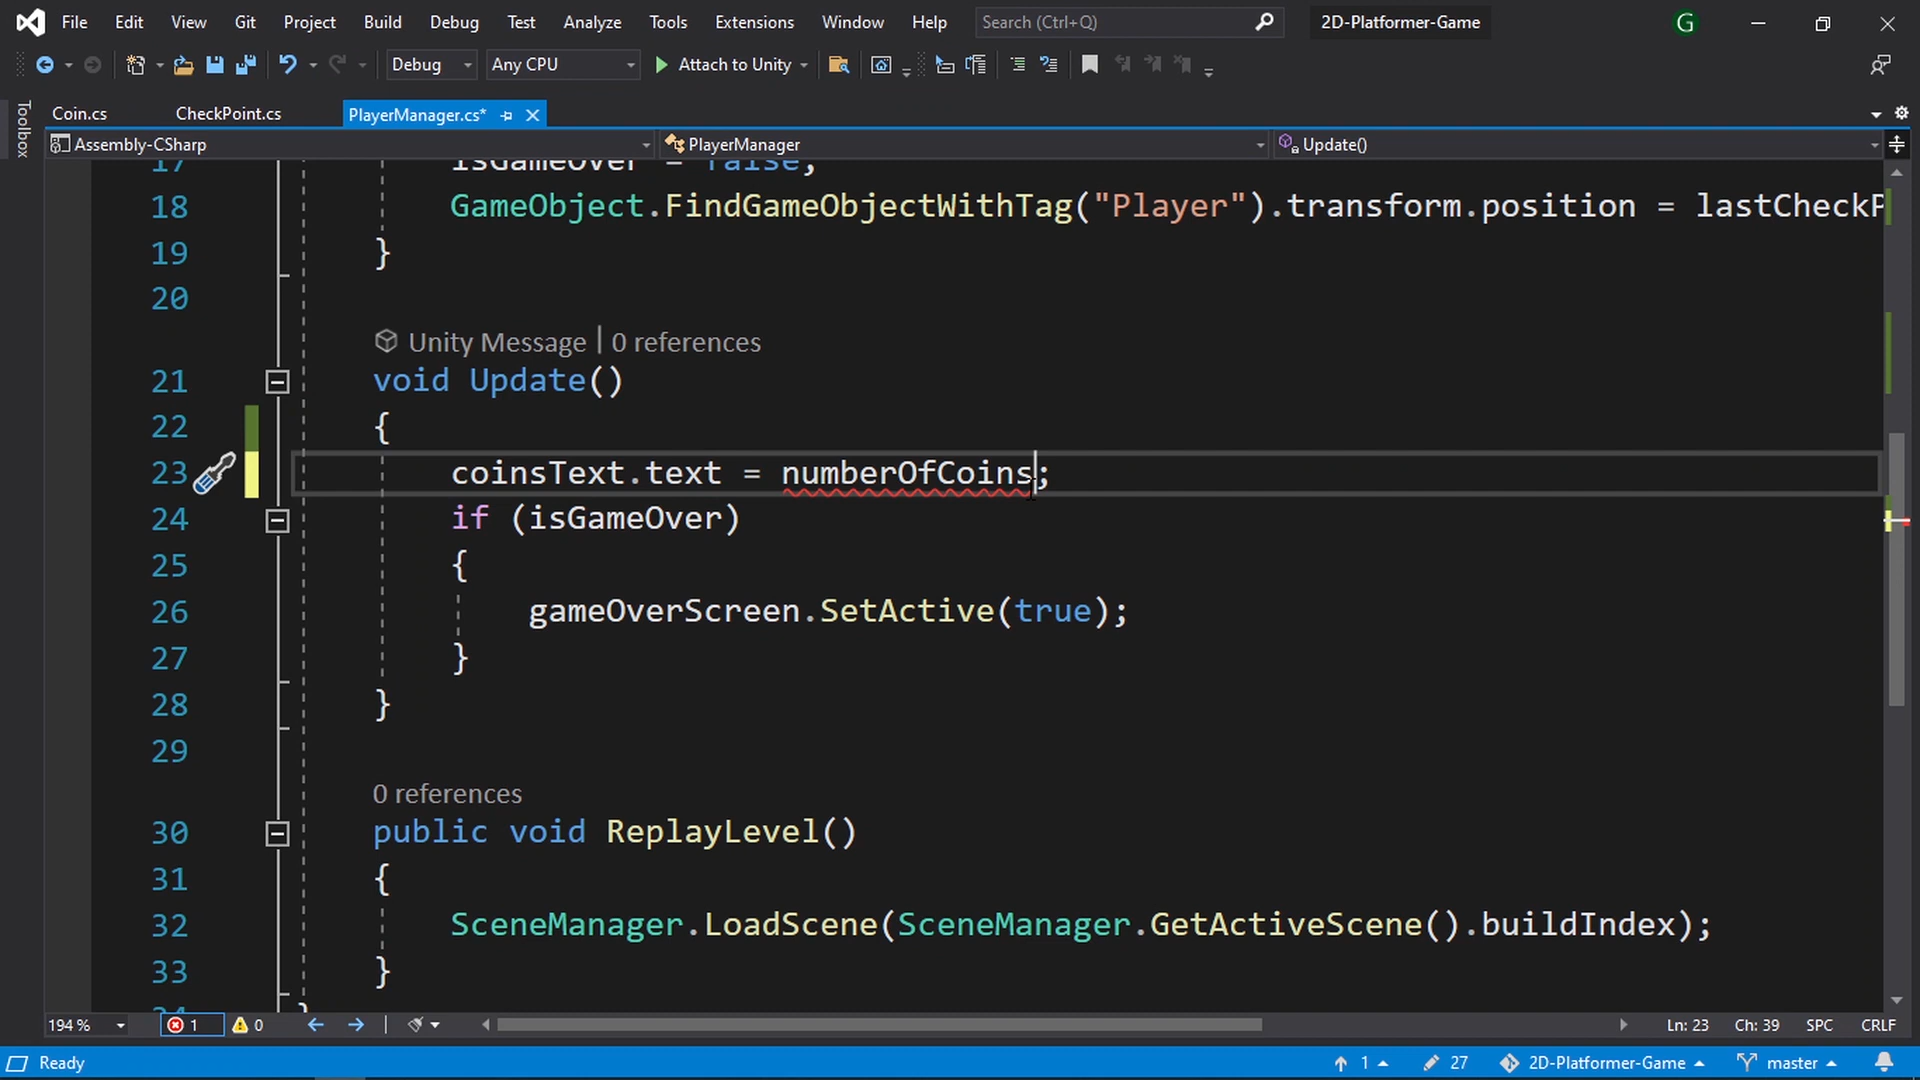 File Edit View Git Project Build Debug Test Analyze Tools Extensions Window Help Search (Ctrl+Q) 2D-Platformer-Game G
Debug Any CPU Attach to Unity
Toolbox
Coin.cs CheckPoint.cs PlayerManager.cs*
Assembly-CSharp PlayerManager Update()
17 isGameOver = false;
18 GameObject.FindGameObjectWithTag("Player").transform.position = lastCheckP
19 }
20
Unity Message | 0 references
21 void Update()
22 {
23 coinsText.text = numberOfCoins;
24 if (isGameOver)
25 {
26 gameOverScreen.SetActive(true);
27 }
28 }
29
0 references
30 public void ReplayLevel()
31 {
32 SceneManager.LoadScene(SceneManager.GetActiveScene().buildIndex);
33 }
34 }
194 % 1 0 Ln: 23 Ch: 39 SPC CRLF
Ready 1 27 2D-Platformer-Game master